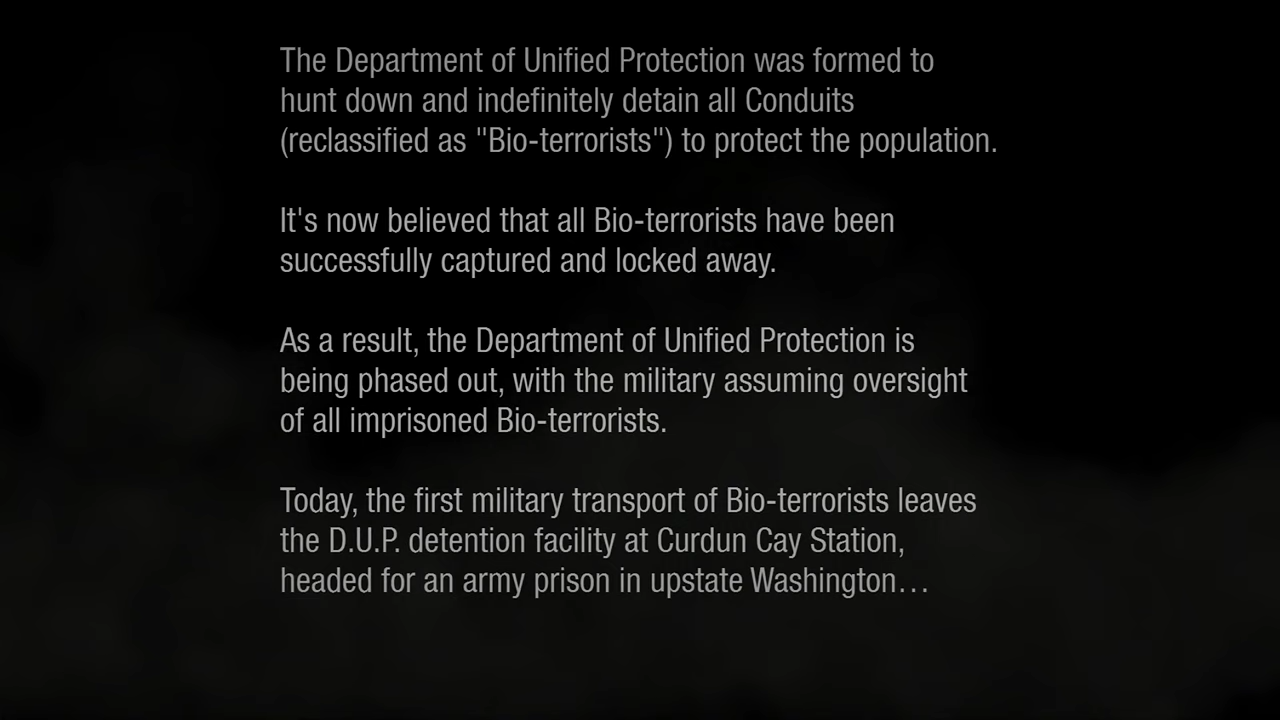 The Department of Unified Protection was formed to
hunt down and indefinitely detain all Conduits
(reclassified as "Bio-terrorists") to protect the population.
It's now believed that all Bio-terrorists have been
successfully captured and locked away.
As a result, the Department of Unified Protection is
being phased out, with the military assuming oversight
of all imprisoned Bio-terrorists.
Today, the first military transport of Bio-terrorists leaves
the D.U.P. detention facility at Curdun Cay Station,
headed for an army prison in upstate Washington…